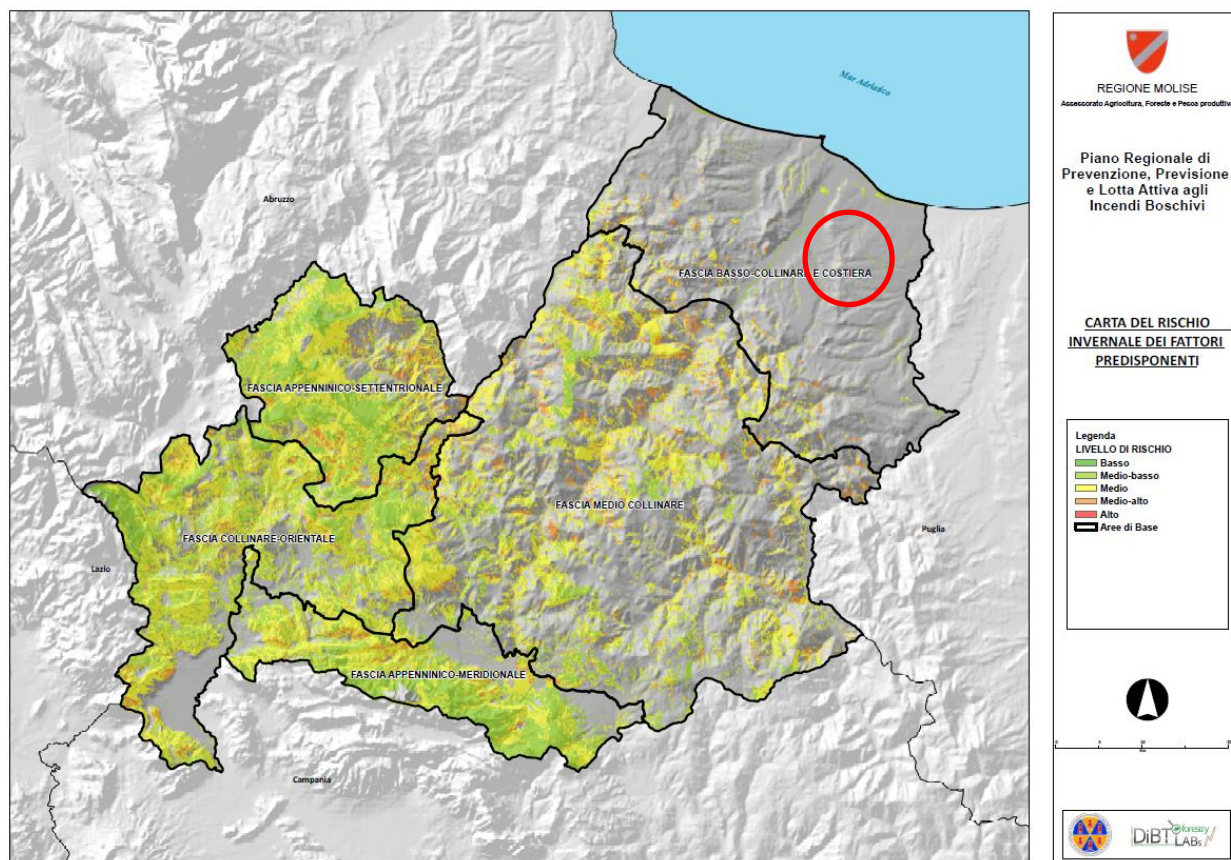 Mar Adriatico
Abruzzo
FASCIA BASSO-COLLINARE E COSTIERA
FASCIA APPENNINICO-SETTENTRIONALE
FASCIA MEDIO COLLINARE
Puglia
FASCIA COLLINARE-ORIENTALE
Lazio
FASCIA APPENNINICO-MERIDIONALE
Campania
REGIONE MOLISE
Assessorato Agricoltura, Foreste e Pesca produttiva
Piano Regionale di
Prevenzione, Previsione
e Lotta Attiva agli
Incendi Boschivi
CARTA DEL RISCHIO
INVERNALE DEI FATTORI
PREDISPONENTI
Legenda
LIVELLO DI RISCHIO
Basso
Medio-basso
Medio
Medio-alto
Alto
Aree di Base
DiBT forestry
LABs